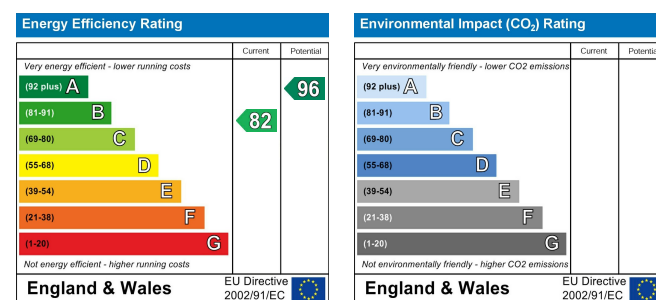 Energy Efficiency Rating
Current Potential
Very energy efficient - lower running costs
(92 plus) A
96
(81-91) B
82
(69-80) C
(55-68) D
(39-54) E
(21-38) F
(1-20) G
Not energy efficient - higher running costs
England & Wales
EU Directive
2002/91/EC
Environmental Impact (CO₂) Rating
Current Potentia
Very environmentally friendly - lower CO2 emissions
(92 plus) A
(81-91) B
(69-80) C
(55-68) D
(39-54) E
(21-38) F
(1-20) G
Not environmentally friendly - higher CO2 emissions
England & Wales
EU Directive
2002/91/EC